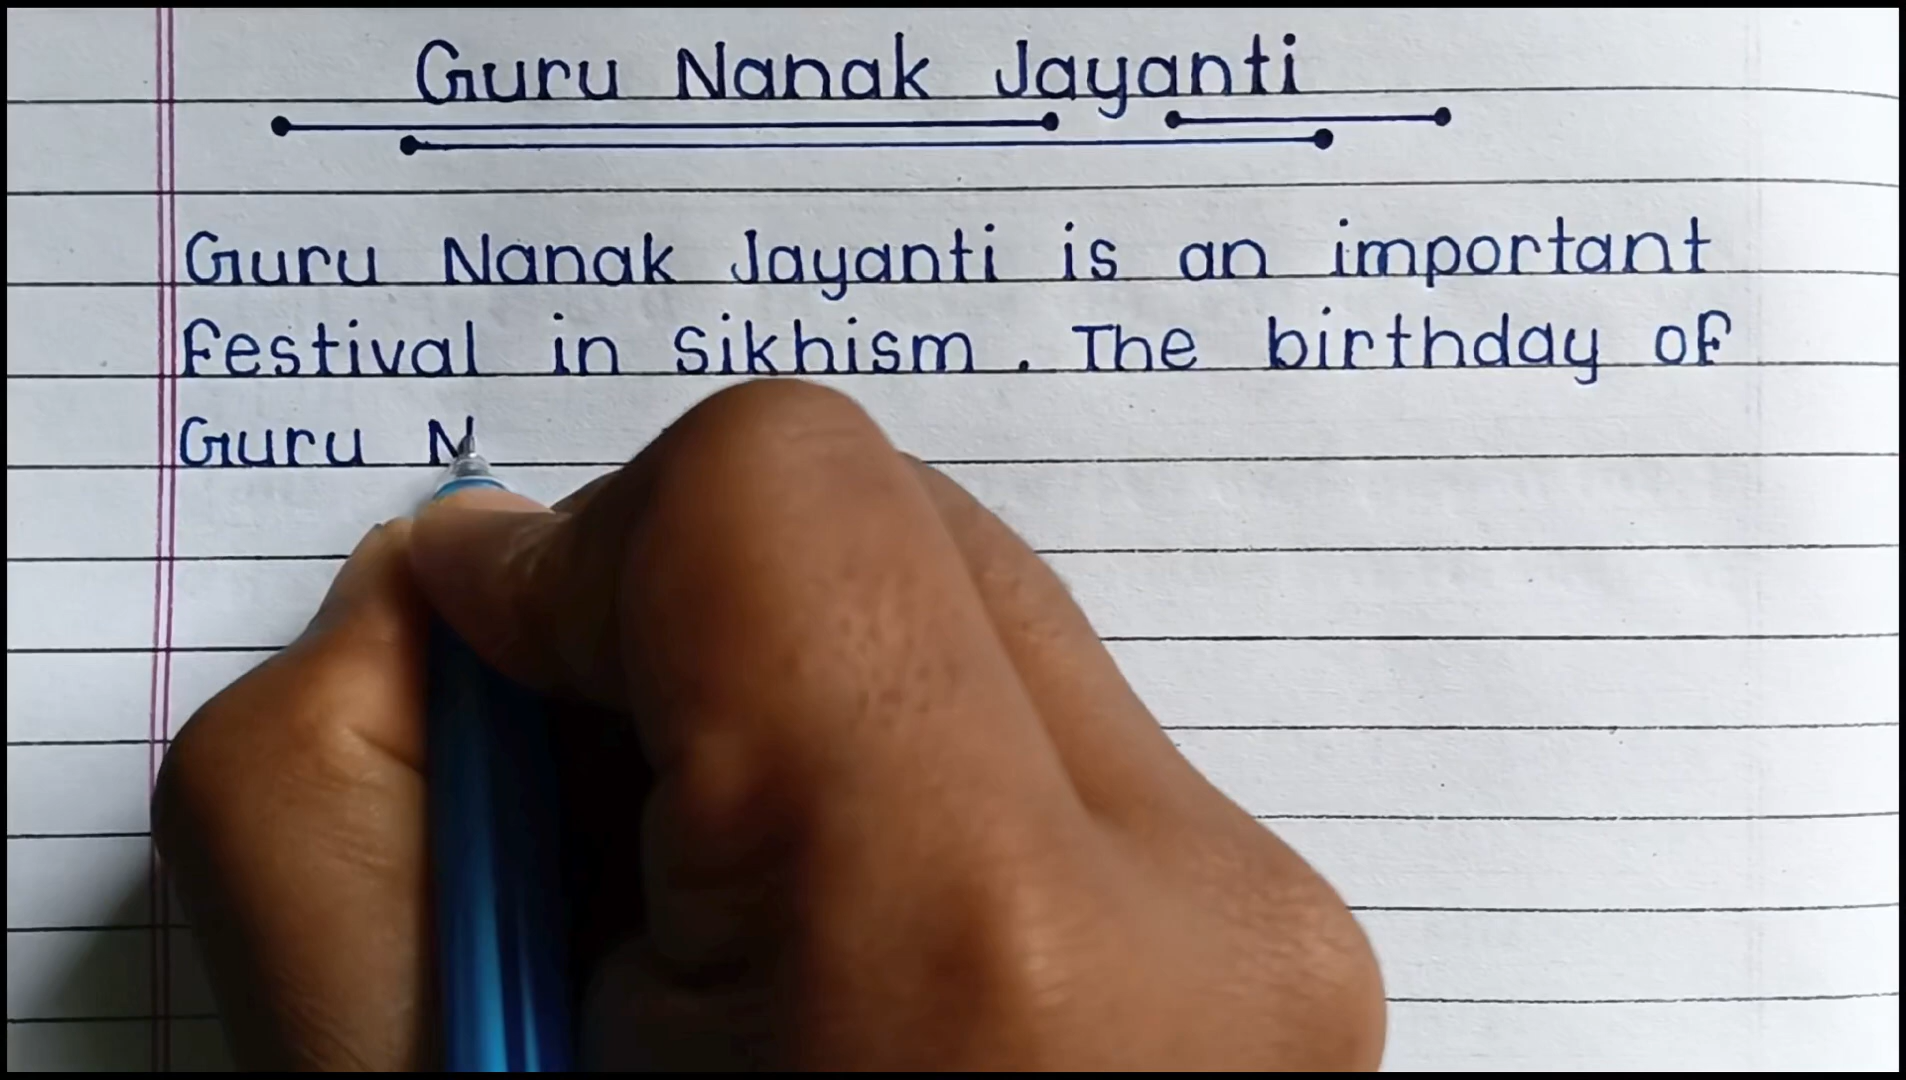 Guru Nanak Jayanti
Guru Nanak Jayanti is an important
festival in Sikhism. The birthday of
Guru N